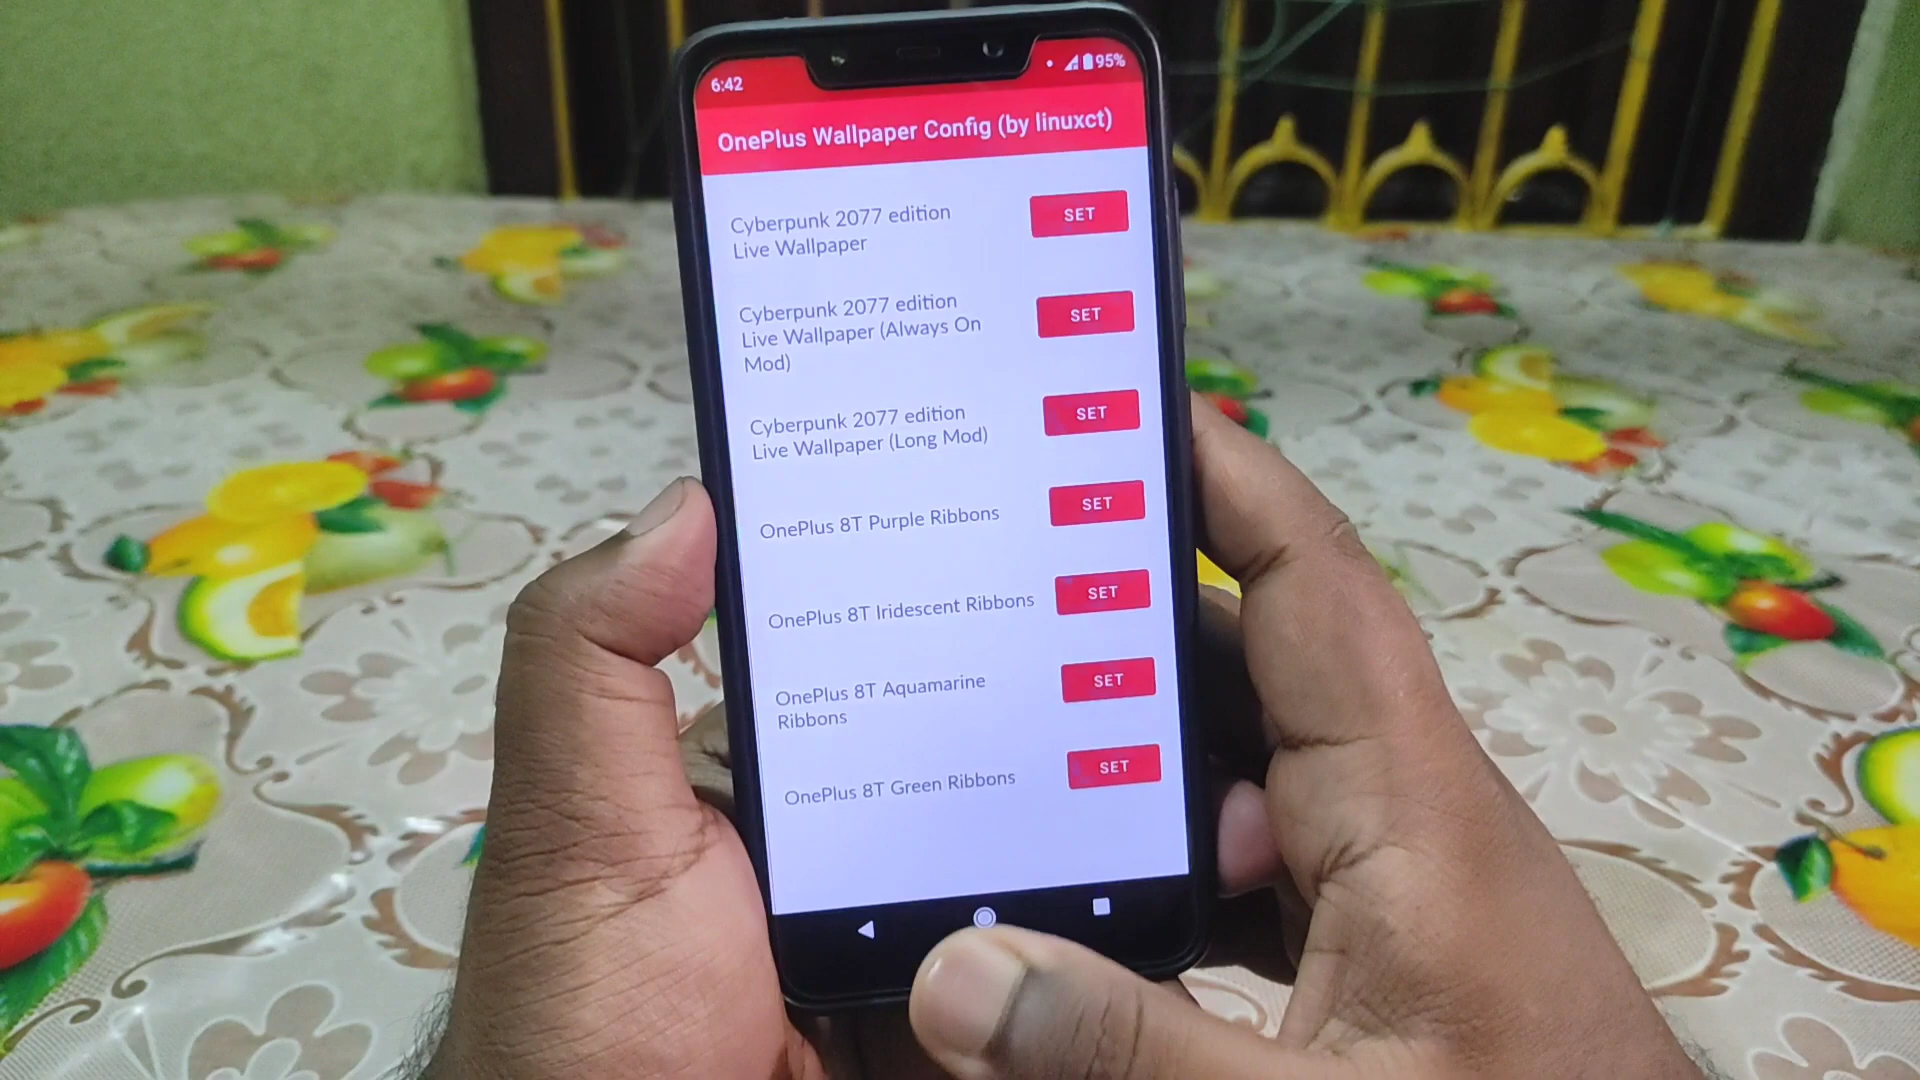 6:42
95%
OnePlus Wallpaper Config (by linuxct)
Cyberpunk 2077 edition
Live Wallpaper
SET
Cyberpunk 2077 edition
Live Wallpaper (Always On
Mod)
SET
Cyberpunk 2077 edition
Live Wallpaper (Long Mod)
SET
OnePlus 8T Purple Ribbons
SET
OnePlus 8T Iridescent Ribbons
SET
OnePlus 8T Aquamarine
Ribbons
SET
OnePlus 8T Green Ribbons
SET